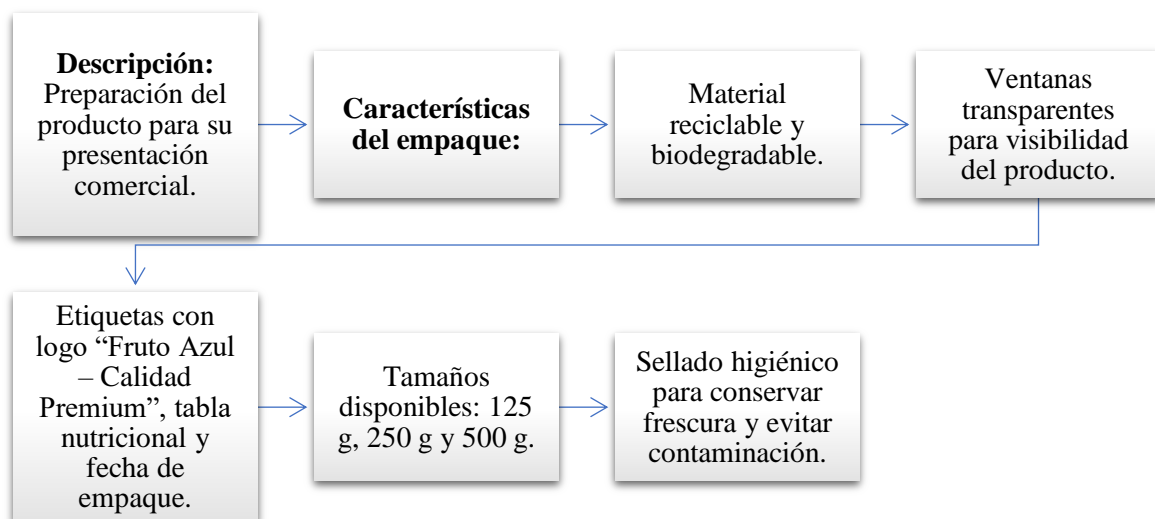 Descripción:
Preparación del
producto para su
presentación
comercial.
Características
del empaque:
Material
reciclable y
biodegradable.
Ventanas
transparentes
para visibilidad
del producto.
Etiquetas con
logo “Fruto Azul
– Calidad
Premium”, tabla
nutricional y
fecha de
empaque.
Tamaños
disponibles: 125
g, 250 g y 500 g.
Sellado higiénico
para conservar
frescura y evitar
contaminación.